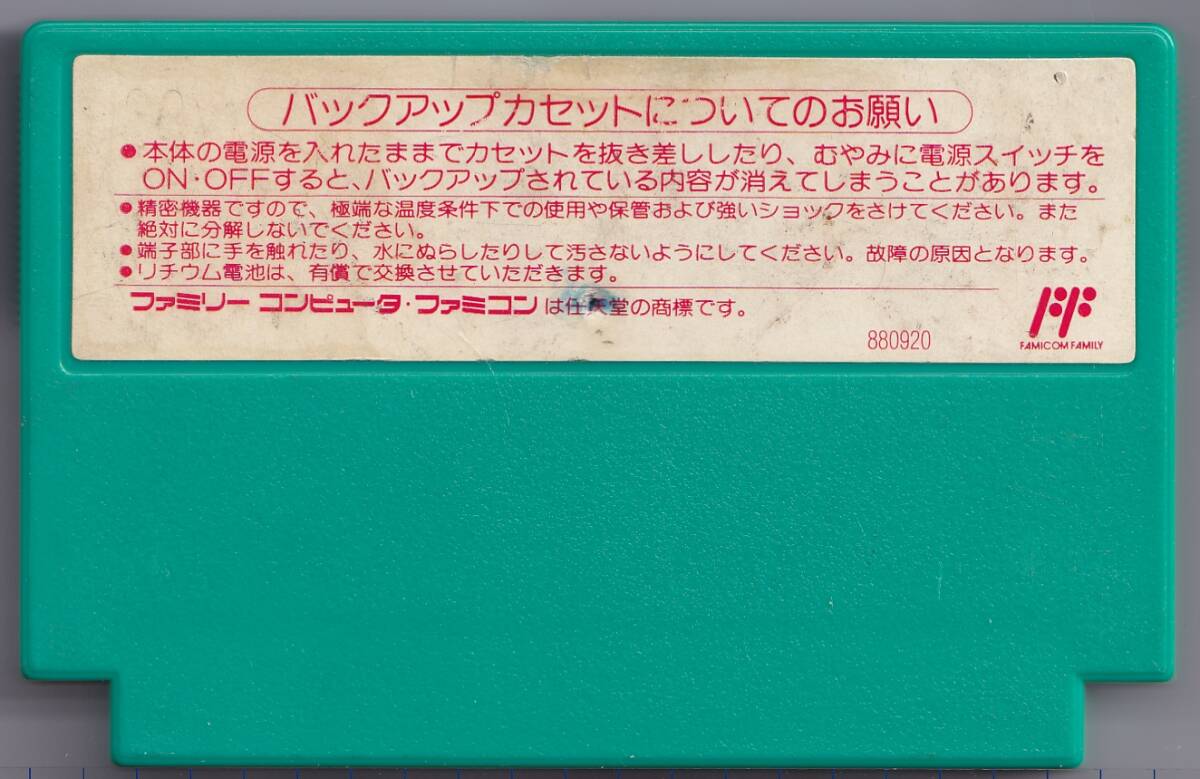 バックアップカセットについてのお願い
●本体の電源を入れたままでカセットを抜き差ししたり、むやみに電源スイッチを
ON・OFFすると、バックアップされている内容が消えてしまうことがあります。
●精密機器ですので、極端な温度条件下での使用や保管および強いショックをさけてください。また
絶対に分解しないでください。
●端子部に手を触れたり、水にぬらしたりして汚さないようにしてください。故障の原因となります。
●リチウム電池は、有償で交換させていただきます。
ファミリー コンピュータ・ファミコンは任天堂の商標です。
880920
FAMICOM FAMILY